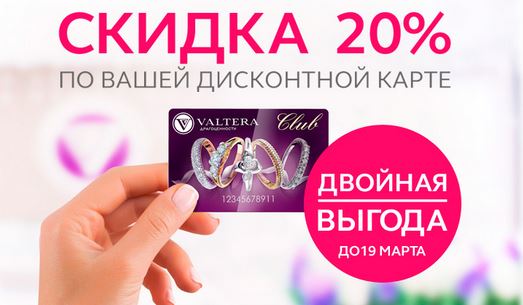 СКИДКА 20%
ПО ВАШЕЙ ДИСКОНТНОЙ КАРТЕ
VALTERA
ДРАГОЦЕННОСТИ
Club
12345678911
ДВОЙНАЯ
ВЫГОДА
ДО 19 МАРТА